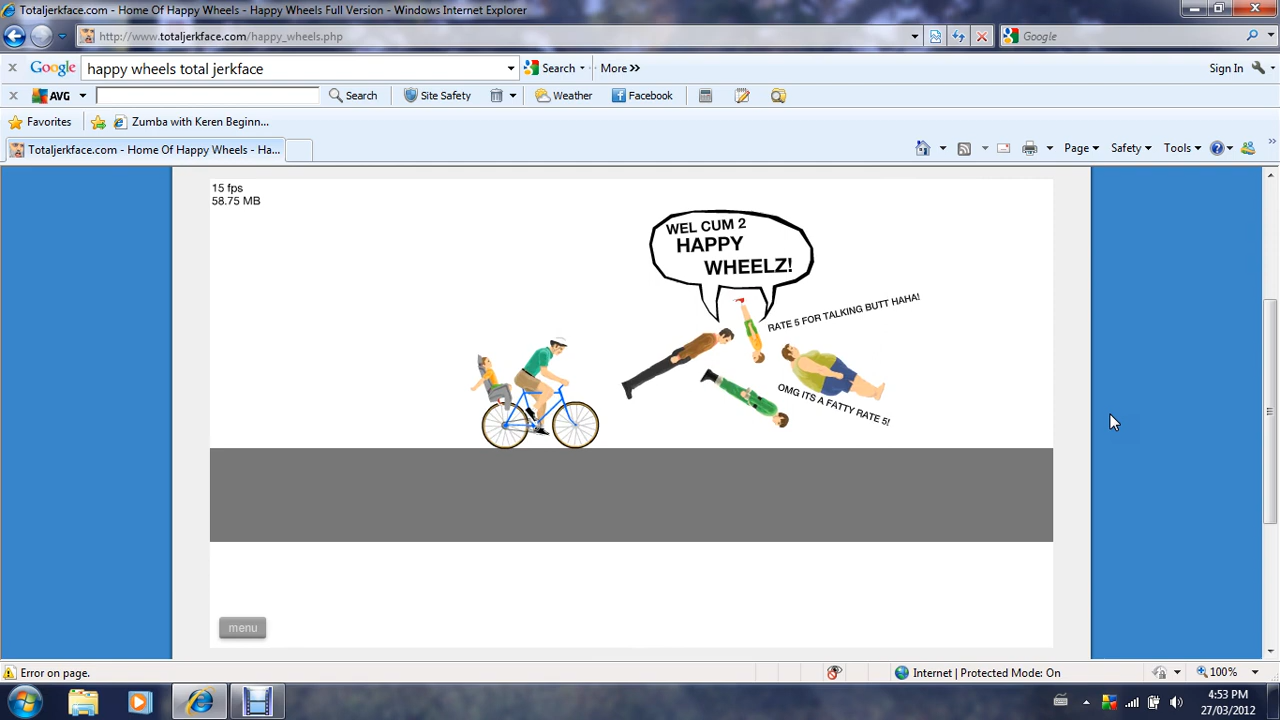 Totaljerkface.com - Home Of Happy Wheels - Happy Wheels Full Version - Windows Internet Explorer
http://www.totaljerkface.com/happy_wheels.php
Google
Google
happy wheels total jerkface
Search
More »
Sign In
AVG
Search
Site Safety
Weather
Facebook
Favorites
Zumba with Keren Beginn...
Totaljerkface.com - Home Of Happy Wheels - Ha...
Page
Safety
Tools
15 fps
58.75 MB
WEL CUM 2
HAPPY
WHEELZ!
RATE 5 FOR TALKING BUTT HAHA!
OMG ITS A FATTY RATE 5!
menu
Error on page.
Internet | Protected Mode: On
100%
4:53 PM
27/03/2012